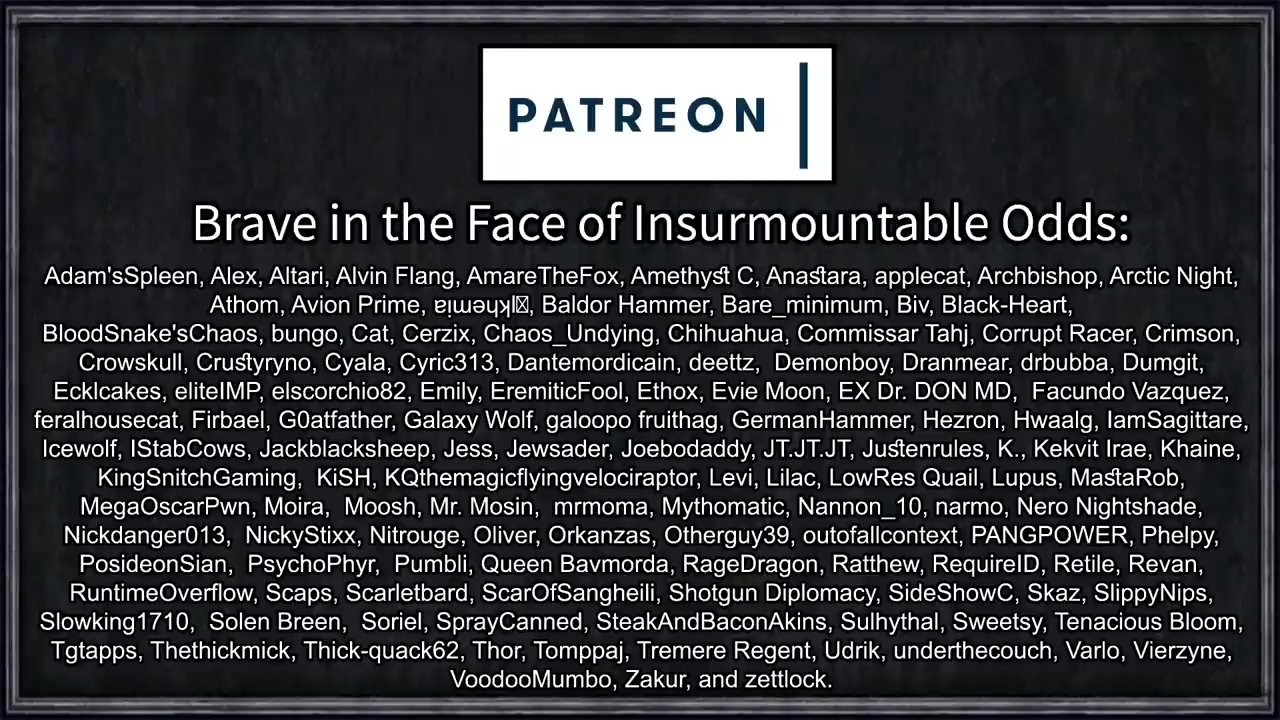 PATREON
Brave in the Face of Insurmountable Odds:
Adam'sSpleen, Alex, Altari, Alvin Flang, AmareTheFox, Amethyst C, Anastara, applecat, Archbishop, Arctic Night,
Athom, Avion Prime, Baldor Hammer, Bare_minimum, Biv, Black-Heart,
BloodSnake'sChaos, bungo, Cat, Cerzix, Chaos_Undying, Chihuahua, Commissar Tahj, Corrupt Racer, Crimson,
Crowskull, Crustyryno, Cyala, Cyric313, Dantemordicain, deettz, Demonboy, Dranmear, drbubba, Dumgit,
Ecklcakes, eliteIMP, elscorchio82, Emily, EremiticFool, Ethox, Evie Moon, EX Dr. DON MD, Facundo Vazquez,
feralhousecat, Firbael, G0atfather, Galaxy Wolf, galoopo fruithag, GermanHammer, Hezron, Hwaalg, IamSagittare,
Icewolf, IStabCows, Jackblacksheep, Jess, Jewsader, Joebodaddy, JT.JT.JT, Justenrules, K., Kekvit Irae, Khaine,
KingSnitchGaming, KiSH, KQthemagicflyingvelociraptor, Levi, Lilac, LowRes Quail, Lupus, MastaRob,
MegaOscarPwn, Moira, Moosh, Mr. Mosin, mrmoma, Mythomatic, Nannon_10, narmo, Nero Nightshade,
Nickdanger013, NickyStixx, Nitrouge, Oliver, Orkanzas, Otherguy39, outofallcontext, PANGPOWER, Phelpy,
PosideonSian, PsychoPhyr, Pumbli, Queen Bavmorda, RageDragon, Ratthew, RequireID, Retile, Revan,
RuntimeOverflow, Scaps, Scarletbard, ScarOfSangheili, Shotgun Diplomacy, SideShowC, Skaz, SlippyNips,
Slowking1710, Solen Breen, Soriel, SprayCanned, SteakAndBaconAkins, Sulhythal, Sweetsy, Tenacious Bloom,
Tgtapps, Thethickmick, Thick-quack62, Thor, Tomppaj, Tremere Regent, Udrik, underthecouch, Varlo, Vierzyne,
VoodooMumbo, Zakur, and zettlock.